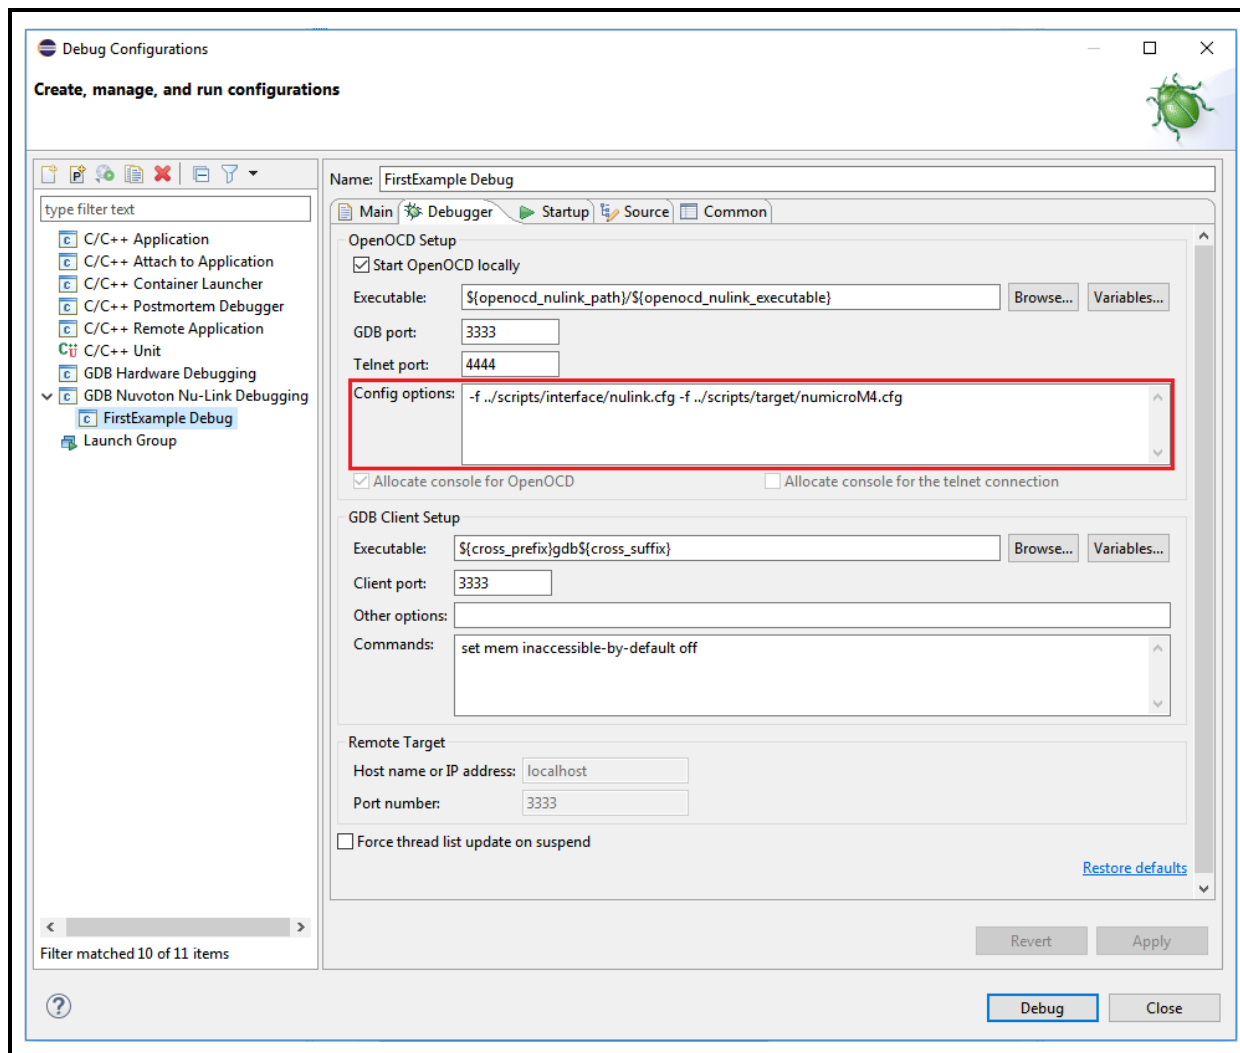 Debug Configurations
Create, manage, and run configurations
type filter text
C/C++ Application
C/C++ Attach to Application
C/C++ Container Launcher
C/C++ Postmortem Debugger
C/C++ Remote Application
C/C++ Unit
GDB Hardware Debugging
GDB Nuvoton Nu-Link Debugging
FirstExample Debug
Launch Group
Filter matched 10 of 11 items
Name: FirstExample Debug
Main Debugger Startup Source Common
OpenOCD Setup
Start OpenOCD locally
Executable: ${openocd_nulink_path}/${openocd_nulink_executable} Browse... Variables...
GDB port: 3333
Telnet port: 4444
Config options: -f ../scripts/interface/nulink.cfg -f ../scripts/target/numicroM4.cfg
Allocate console for OpenOCD Allocate console for the telnet connection
GDB Client Setup
Executable: ${cross_prefix}gdb${cross_suffix} Browse... Variables...
Client port: 3333
Other options:
Commands: set mem inaccessible-by-default off
Remote Target
Host name or IP address: localhost
Port number: 3333
Force thread list update on suspend
Restore defaults
Revert Apply
Debug Close